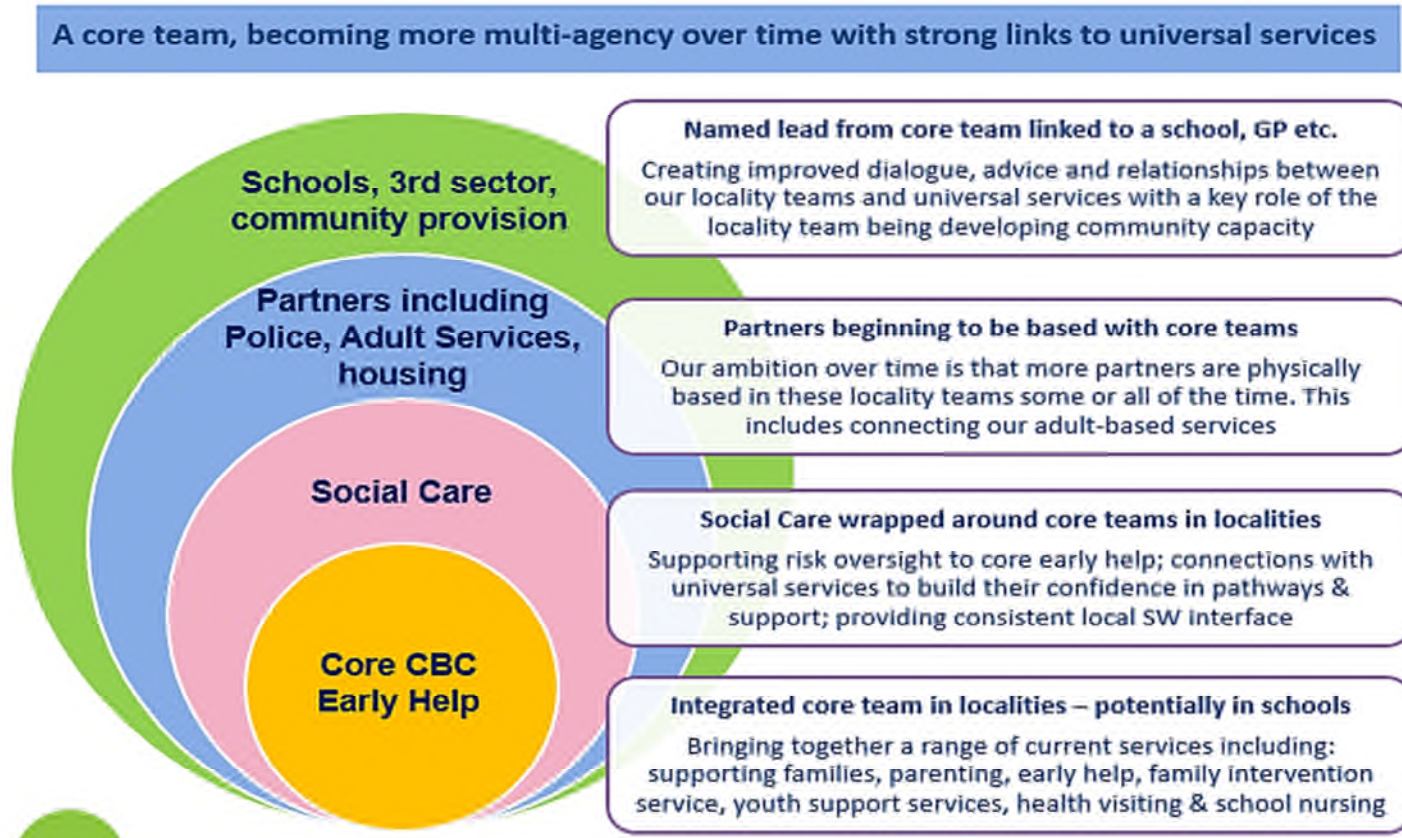 A core team, becoming more multi-agency over time with strong links to universal services
Schools, 3rd sector,
community provision
Named lead from core team linked to a school, GP etc.
Creating improved dialogue, advice and relationships between
our locality teams and universal services with a key role of the
locality team being developing community capacity
Partners including
Police, Adult Services,
housing
Partners beginning to be based with core teams
Our ambition over time is that more partners are physically
based in these locality teams some or all of the time. This
includes connecting our adult-based services
Social Care
Social Care wrapped around core teams in localities
Supporting risk oversight to core early help; connections with
universal services to build their confidence in pathways &
support; providing consistent local SW interface
Core CBC
Early Help
Integrated core team in localities – potentially in schools
Bringing together a range of current services including:
supporting families, parenting, early help, family intervention
service, youth support services, health visiting & school nursing